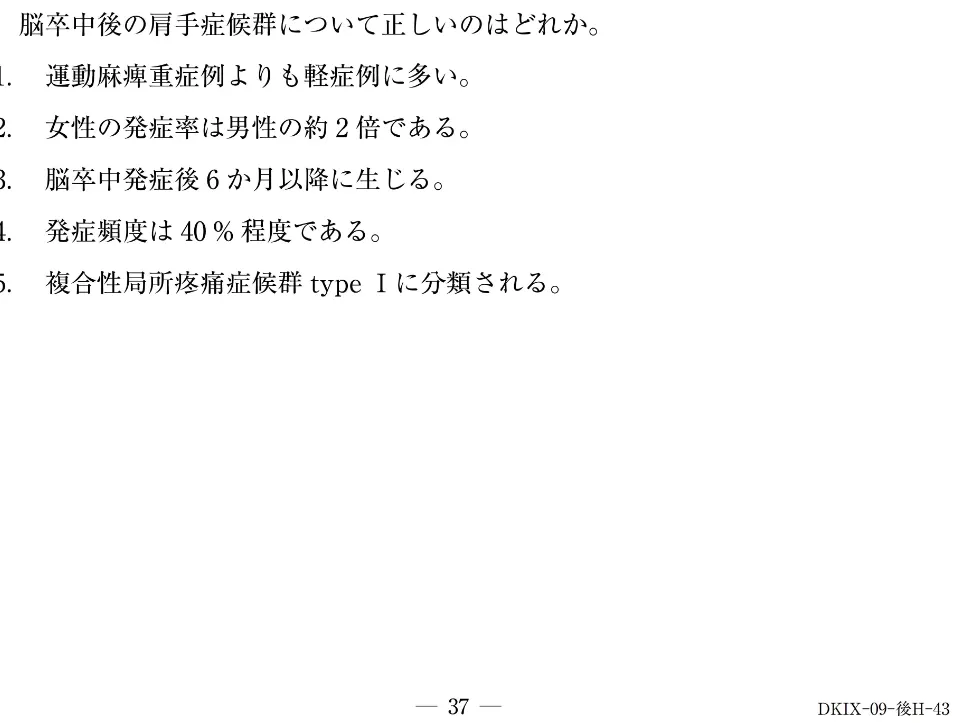 脳卒中後の肩手症候群について正しいのはどれか。
1. 運動麻痺重症例よりも軽症例に多い。
2. 女性の発症率は男性の約2倍である。
3. 脳卒中発症後6か月以降に生じる。
4. 発症頻度は40%程度である。
5. 複合性局所疼痛症候群type Ⅰに分類される。
— 37 —
DKIX-09-後H-43